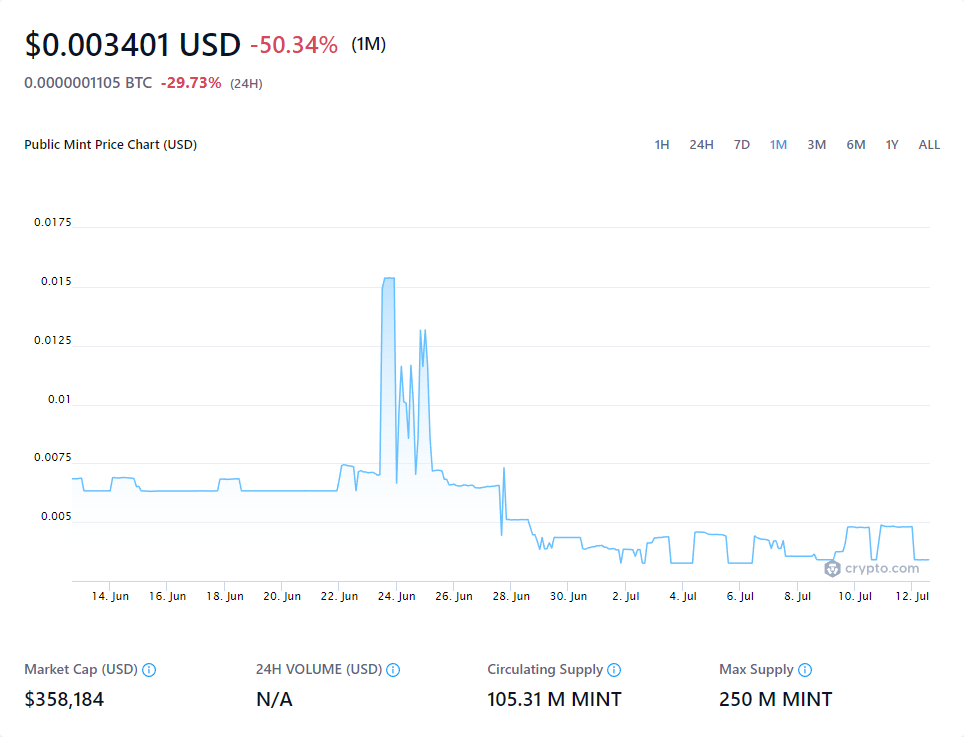 $0.003401 USD -50.34% (1M)
0.0000001105 BTC -29.73% (24H)
Public Mint Price Chart (USD) 1H 24H 7D 1M 3M 6M 1Y ALL
0.0175
0.015
0.0125
0.01
0.0075
0.005
crypto.com
14. Jun 16. Jun 18. Jun 20. Jun 22. Jun 24. Jun 26. Jun 28. Jun 30. Jun 2. Jul 4. Jul 6. Jul 8. Jul 10. Jul 12. Jul
Market Cap (USD) 24H VOLUME (USD) Circulating Supply Max Supply
$358,184 N/A 105.31 M MINT 250 M MINT